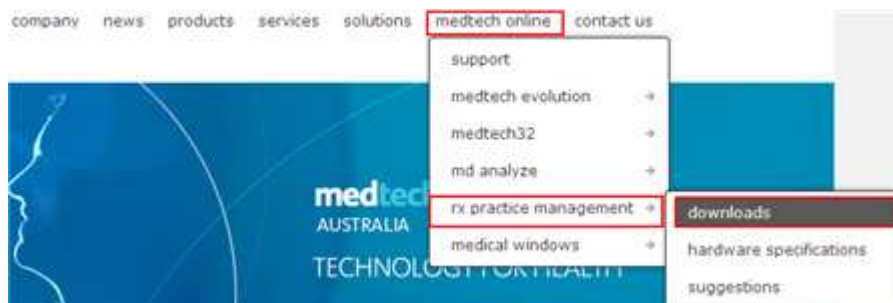 company news products services solutions medtech online contact us
support
medtech evolution
medtech32
md analyze
rx practice management
medical windows
downloads
hardware specifications
suggestions
medtec
AUSTRALIA
TECHNOLOGY FOR HEALTH